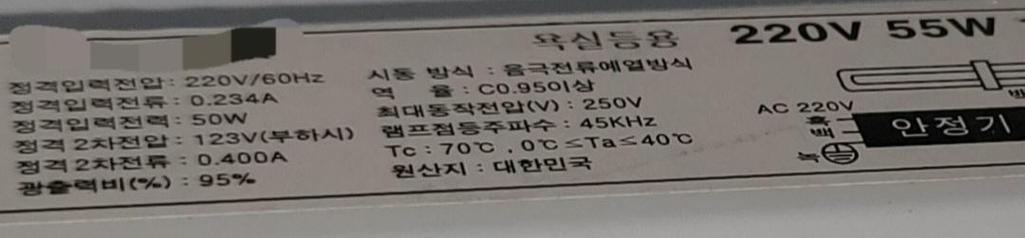 욕실등용 220V 55W
정격입력전압 : 220V/60Hz
정격입력전류 : 0.234A
정격입력전력 : 50W
정격 2차전압 : 123V(부하시)
정격 2차전류 : 0.400A
광출력비(%) : 95%
시동 방식 : 음극전류예열방식
역 율 : C0.95이상
최대동작전압(V) : 250V
램프점등주파수 : 45KHz
Tc : 70℃ , 0℃≤Ta≤40℃
원산지 : 대한민국
AC 220V
흑
백
녹
안정기